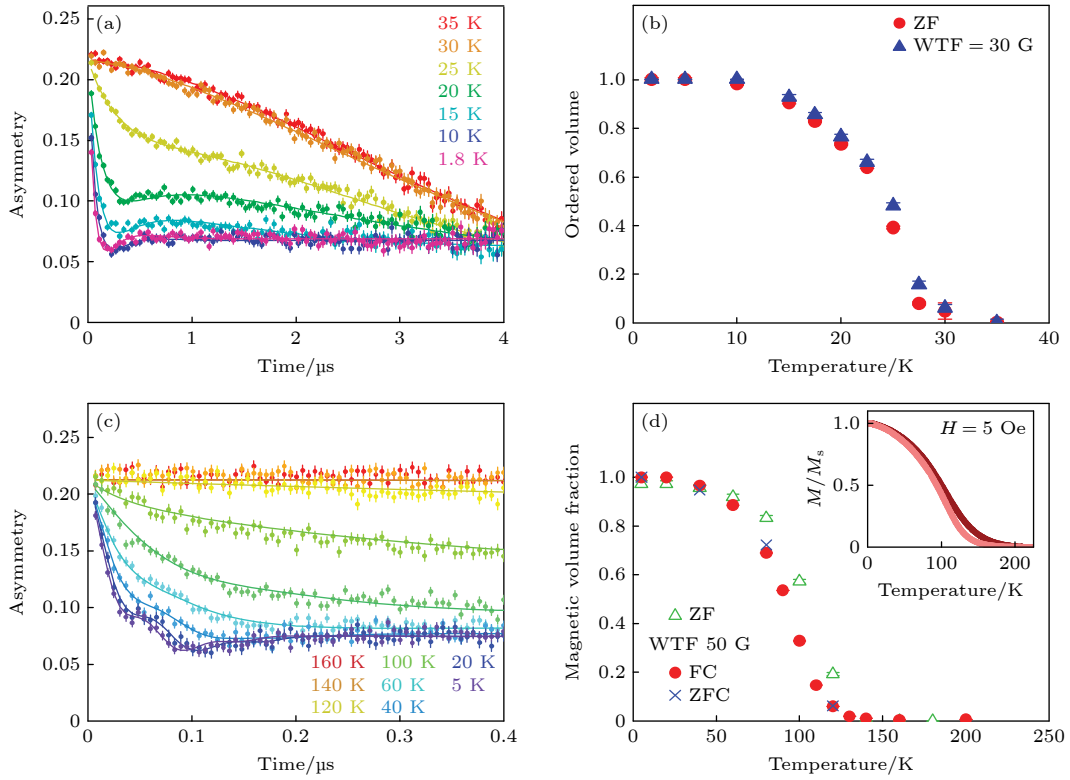 (a)
35 K
30 K
25 K
20 K
15 K
10 K
1.8 K
0.25
0.20
0.15
0.10
0.05
0
Asymmetry
0 1 2 3 4
Time/µs
(b)
ZF
WTF = 30 G
1.0
0.8
0.6
0.4
0.2
0.0
Ordered volume
0 10 20 30 40
Temperature/K
(c)
0.25
0.20
0.15
0.10
0.05
0
Asymmetry
160 K 100 K 20 K
140 K 60 K 5 K
120 K 40 K
0 0.1 0.2 0.3 0.4
Time/µs
(d)
H = 5 Oe
1.0
0.5
0
M/Ms
0 100 200
Temperature/K
1.0
0.8
0.6
0.4
0.2
0
Magnetic volume fraction
ZF
WTF 50 G
FC
ZFC
0 50 100 150 200 250
Temperature/K